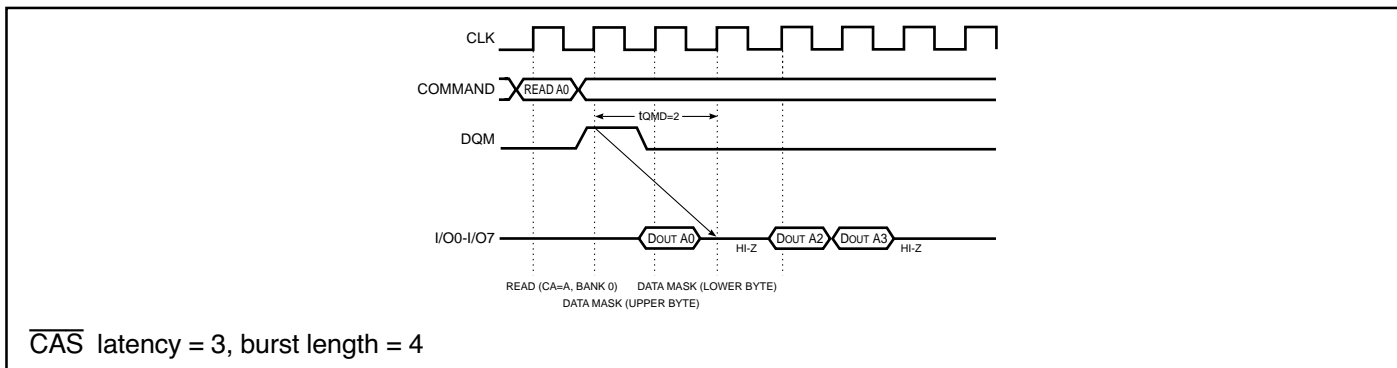 CLK
COMMAND READ A0
tQMD=2
DQM
I/O0-I/O7 DOUT A0 HI-Z DOUT A2 DOUT A3 HI-Z
READ (CA=A, BANK 0) DATA MASK (LOWER BYTE)
DATA MASK (UPPER BYTE)
CAS latency = 3, burst length = 4